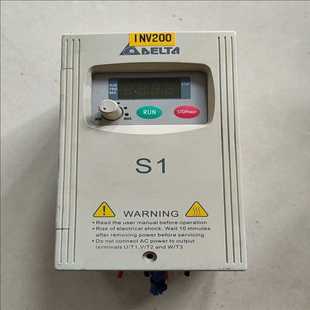 INV200
DELTA
RUN
STOP/RESET
S1
WARNING
• Read the user manual before operation
• Risk of electrical shock. Wait 10 minutes
after removing power before servicing.
• Do not connect AC power to output
terminals U/T1,V/T2 and W/T3